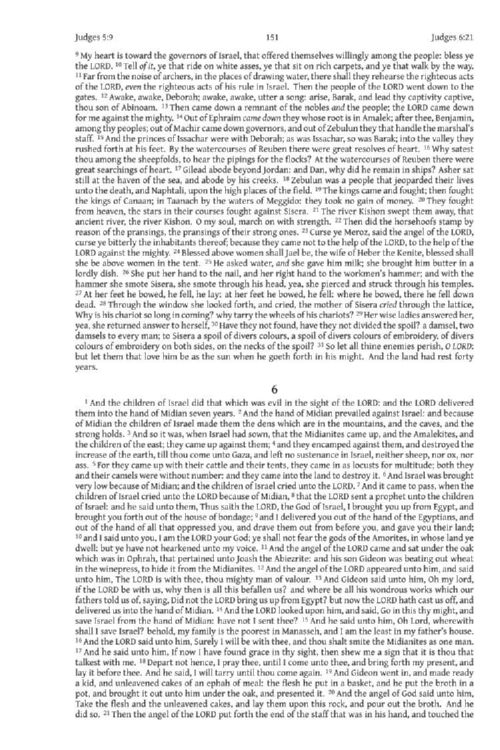 Judges 5:9 151 Judges 6:21
⁹ My heart is toward the governors of Israel, that offered themselves willingly among the people: bless ye
the LORD. ¹⁰ Tell of it, ye that ride on white asses, ye that sit on rich carpets, and ye that walk by the way.
¹¹ Far from the noise of archers, in the places of drawing water, there shall they rehearse the righteous acts
of the LORD, even the righteous acts of his rule in Israel. Then the people of the LORD went down to the
gates. ¹² Awake, awake, Deborah; awake, awake, utter a song: arise, Barak, and lead thy captivity captive,
thou son of Abinoam. ¹³ Then came down a remnant of the nobles and the people; the LORD came down
for me against the mighty. ¹⁴ Out of Ephraim came down they whose root is in Amalek; after thee, Benjamin,
among thy peoples; out of Machir came down governors, and out of Zebulun they that handle the marshal's
staff. ¹⁵ And the princes of Issachar were with Deborah; as was Issachar, so was Barak; into the valley they
rushed forth at his feet. By the watercourses of Reuben there were great resolves of heart. ¹⁶ Why satest
thou among the sheepfolds, to hear the pipings for the flocks? At the watercourses of Reuben there were
great searchings of heart. ¹⁷ Gilead abode beyond Jordan: and Dan, why did he remain in ships? Asher sat
still at the haven of the sea, and abode by his creeks. ¹⁸ Zebulun was a people that jeoparded their lives
unto the death, and Naphtali, upon the high places of the field. ¹⁹ The kings came and fought; then fought
the kings of Canaan; in Taanach by the waters of Meggido: they took no gain of money. ²⁰ They fought
from heaven, the stars in their courses fought against Sisera. ²¹ The river Kishon swept them away, that
ancient river, the river Kishon. O my soul, march on with strength. ²² Then did the horsehoofs stamp by
reason of the pransings, the pransings of their strong ones. ²³ Curse ye Meroz, said the angel of the LORD,
curse ye bitterly the inhabitants thereof; because they came not to the help of the LORD, to the help of the
LORD against the mighty. ²⁴ Blessed above women shall Jael be, the wife of Heber the Kenite, blessed shall
she be above women in the tent. ²⁵ He asked water, and she gave him milk; she brought him butter in a
lordly dish. ²⁶ She put her hand to the nail, and her right hand to the workmen's hammer; and with the
hammer she smote Sisera, she smote through his head, yea, she pierced and struck through his temples.
²⁷ At her feet he bowed, he fell, he lay: at her feet he bowed, he fell: where he bowed, there he fell down
dead. ²⁸ Through the window she looked forth, and cried, the mother of Sisera cried through the lattice,
Why is his chariot so long in coming? why tarry the wheels of his chariots? ²⁹ Her wise ladies answered her,
yea, she returned answer to herself, ³⁰ Have they not found, have they not divided the spoil? a damsel, two
damsels to every man; to Sisera a spoil of divers colours, a spoil of divers colours of embroidery, of divers
colours of embroidery on both sides, on the necks of the spoil? ³¹ So let all thine enemies perish, O LORD:
but let them that love him be as the sun when he goeth forth in his might. And the land had rest forty
years.
6
¹ And the children of Israel did that which was evil in the sight of the LORD: and the LORD delivered
them into the hand of Midian seven years. ² And the hand of Midian prevailed against Israel: and because
of Midian the children of Israel made them the dens which are in the mountains, and the caves, and the
strong holds. ³ And so it was, when Israel had sown, that the Midianites came up, and the Amalekites, and
the children of the east; they came up against them; ⁴ and they encamped against them, and destroyed the
increase of the earth, till thou come unto Gaza, and left no sustenance in Israel, neither sheep, nor ox, nor
ass. ⁵ For they came up with their cattle and their tents, they came in as locusts for multitude; both they
and their camels were without number: and they came into the land to destroy it. ⁶ And Israel was brought
very low because of Midian; and the children of Israel cried unto the LORD. ⁷ And it came to pass, when the
children of Israel cried unto the LORD because of Midian, ⁸ that the LORD sent a prophet unto the children
of Israel: and he said unto them, Thus saith the LORD, the God of Israel, I brought you up from Egypt, and
brought you forth out of the house of bondage; ⁹ and I delivered you out of the hand of the Egyptians, and
out of the hand of all that oppressed you, and drave them out from before you, and gave you their land;
¹⁰ and I said unto you, I am the LORD your God; ye shall not fear the gods of the Amorites, in whose land ye
dwell: but ye have not hearkened unto my voice. ¹¹ And the angel of the LORD came and sat under the oak
which was in Ophrah, that pertained unto Joash the Abiezrite: and his son Gideon was beating out wheat
in the winepress, to hide it from the Midianites. ¹² And the angel of the LORD appeared unto him, and said
unto him, The LORD is with thee, thou mighty man of valour. ¹³ And Gideon said unto him, Oh my lord,
if the LORD be with us, why then is all this befallen us? and where be all his wondrous works which our
fathers told us of, saying, Did not the LORD bring us up from Egypt? but now the LORD hath cast us off, and
delivered us into the hand of Midian. ¹⁴ And the LORD looked upon him, and said, Go in this thy might, and
save Israel from the hand of Midian: have not I sent thee? ¹⁵ And he said unto him, Oh Lord, wherewith
shall I save Israel? behold, my family is the poorest in Manasseh, and I am the least in my father's house.
¹⁶ And the LORD said unto him, Surely I will be with thee, and thou shalt smite the Midianites as one man.
¹⁷ And he said unto him, If now I have found grace in thy sight, then shew me a sign that it is thou that
talkest with me. ¹⁸ Depart not hence, I pray thee, until I come unto thee, and bring forth my present, and
lay it before thee. And he said, I will tarry until thou come again. ¹⁹ And Gideon went in, and made ready
a kid, and unleavened cakes of an ephah of meal: the flesh he put in a basket, and he put the broth in a
pot, and brought it out unto him under the oak, and presented it. ²⁰ And the angel of God said unto him,
Take the flesh and the unleavened cakes, and lay them upon this rock, and pour out the broth. And he
did so. ²¹ Then the angel of the LORD put forth the end of the staff that was in his hand, and touched the